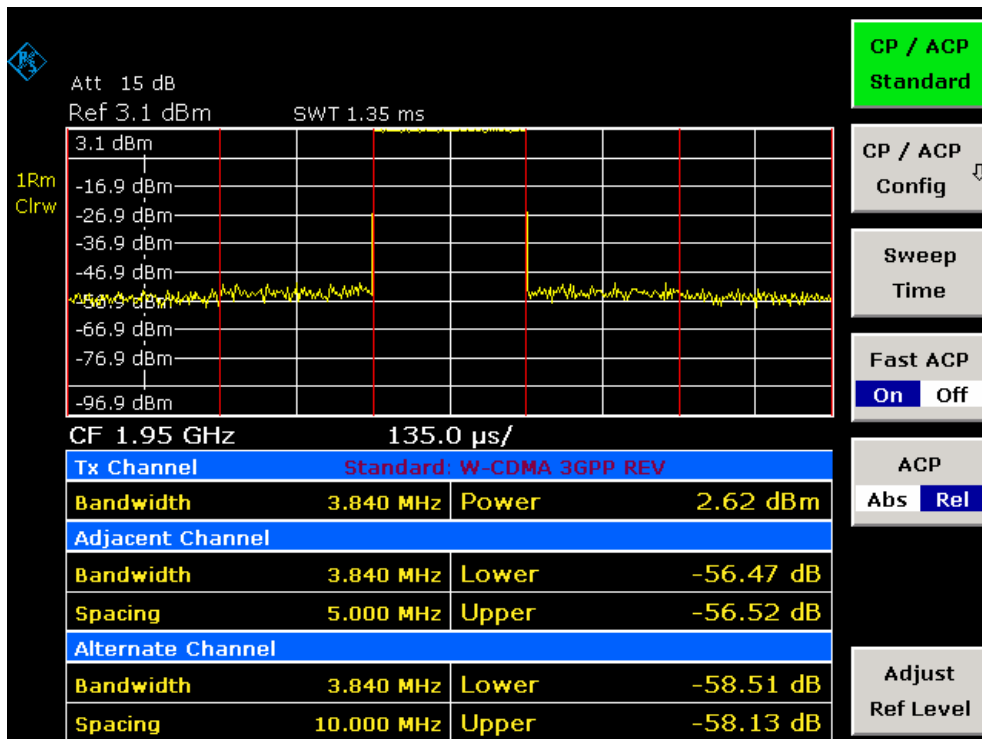 R S
CP / ACP
Standard
Att 15 dB
Ref 3.1 dBm SWT 1.35 ms
3.1 dBm
CP / ACP
Config
1Rm
Clrw
-16.9 dBm
-26.9 dBm
-36.9 dBm
-46.9 dBm
-56.9 dBm
-66.9 dBm
-76.9 dBm
-96.9 dBm
Sweep
Time
Fast ACP
On Off
CF 1.95 GHz 135.0 µs/
ACP
Abs Rel
Tx Channel Standard: W-CDMA 3GPP REV
Bandwidth 3.840 MHz Power 2.62 dBm
Adjacent Channel
Bandwidth 3.840 MHz Lower -56.47 dB
Spacing 5.000 MHz Upper -56.52 dB
Alternate Channel
Bandwidth 3.840 MHz Lower -58.51 dB
Spacing 10.000 MHz Upper -58.13 dB
Adjust
Ref Level